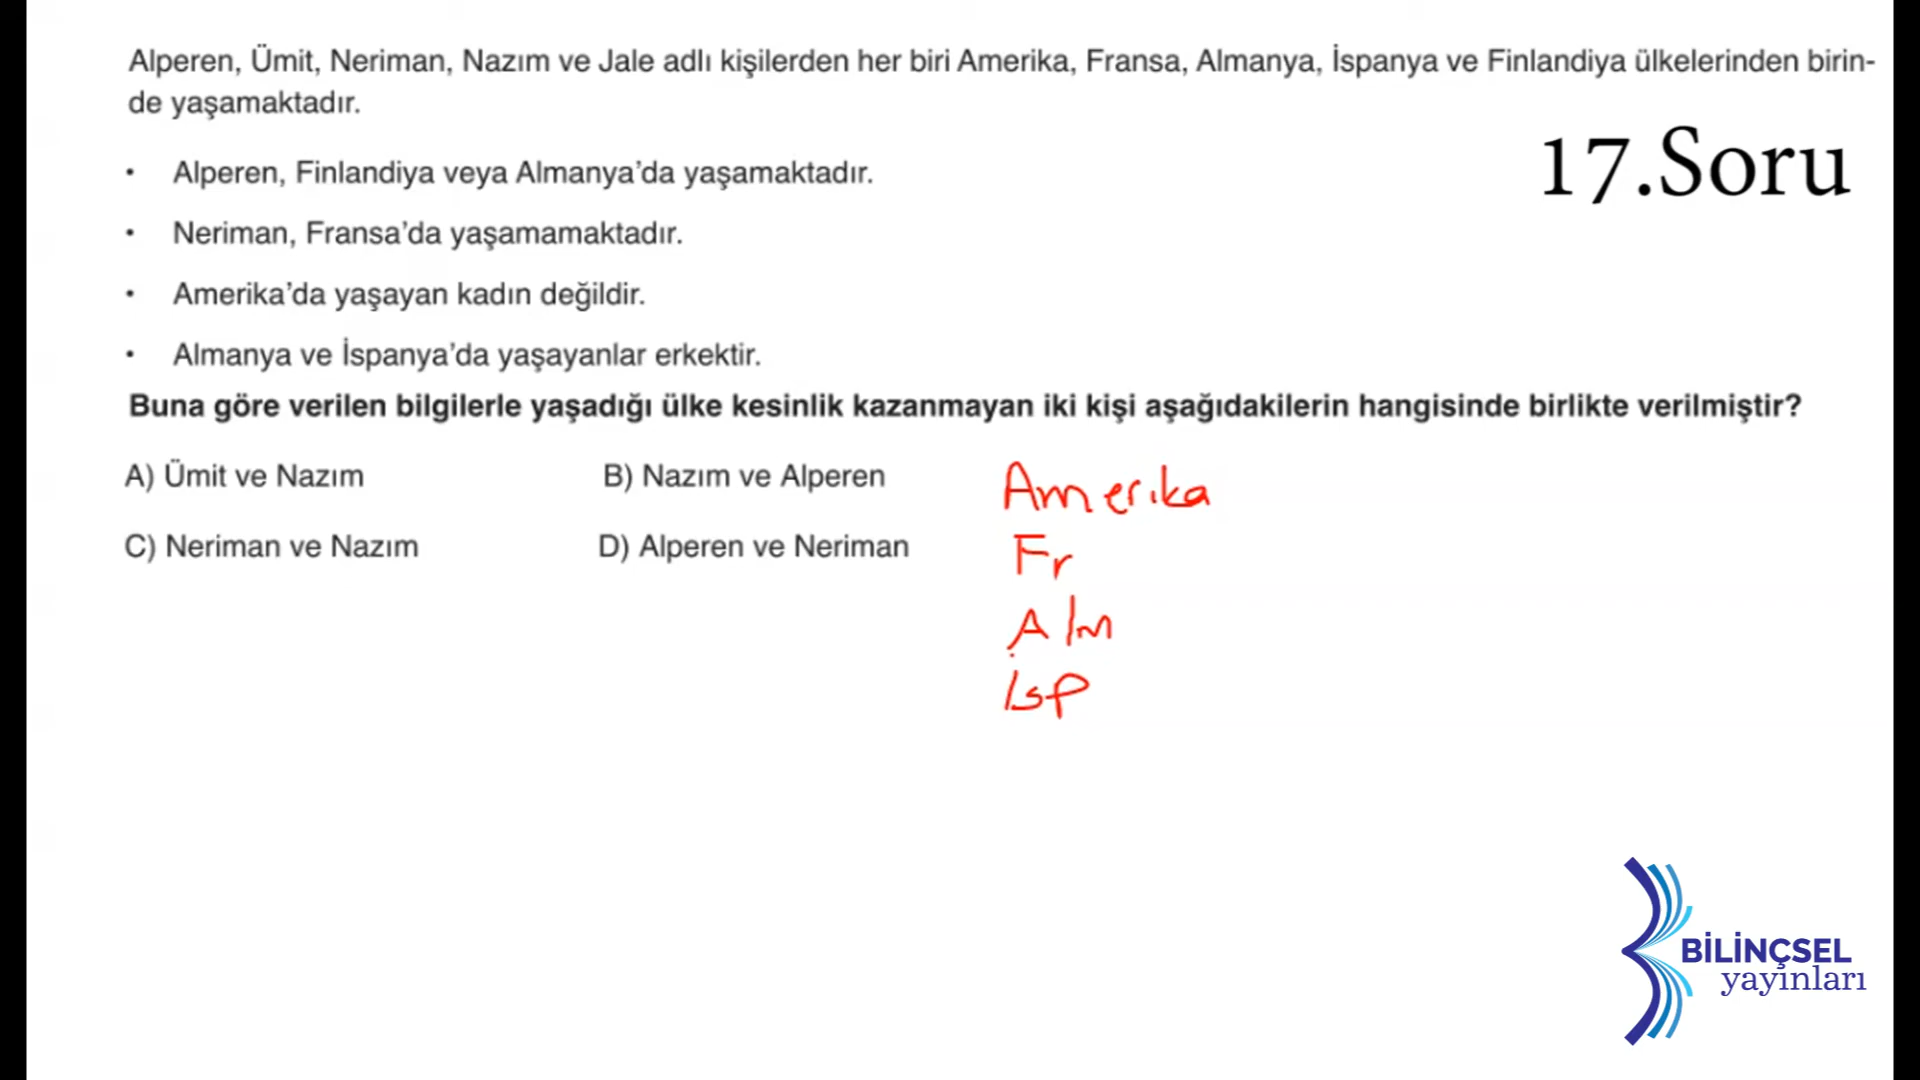 Alperen, Ümit, Neriman, Nazım ve Jale adlı kişilerden her biri Amerika, Fransa, Almanya, İspanya ve Finlandiya ülkelerinden birin-
de yaşamaktadır.
17.Soru
• Alperen, Finlandiya veya Almanya’da yaşamaktadır.
• Neriman, Fransa’da yaşamamaktadır.
• Amerika’da yaşayan kadın değildir.
• Almanya ve İspanya’da yaşayanlar erkektir.
Buna göre verilen bilgilerle yaşadığı ülke kesinlik kazanmayan iki kişi aşağıdakilerin hangisinde birlikte verilmiştir?
A) Ümit ve Nazım B) Nazım ve Alperen
C) Neriman ve Nazım D) Alperen ve Neriman
Amerika
Fr
Alm
İsp
BİLİNÇSEL
yayınları